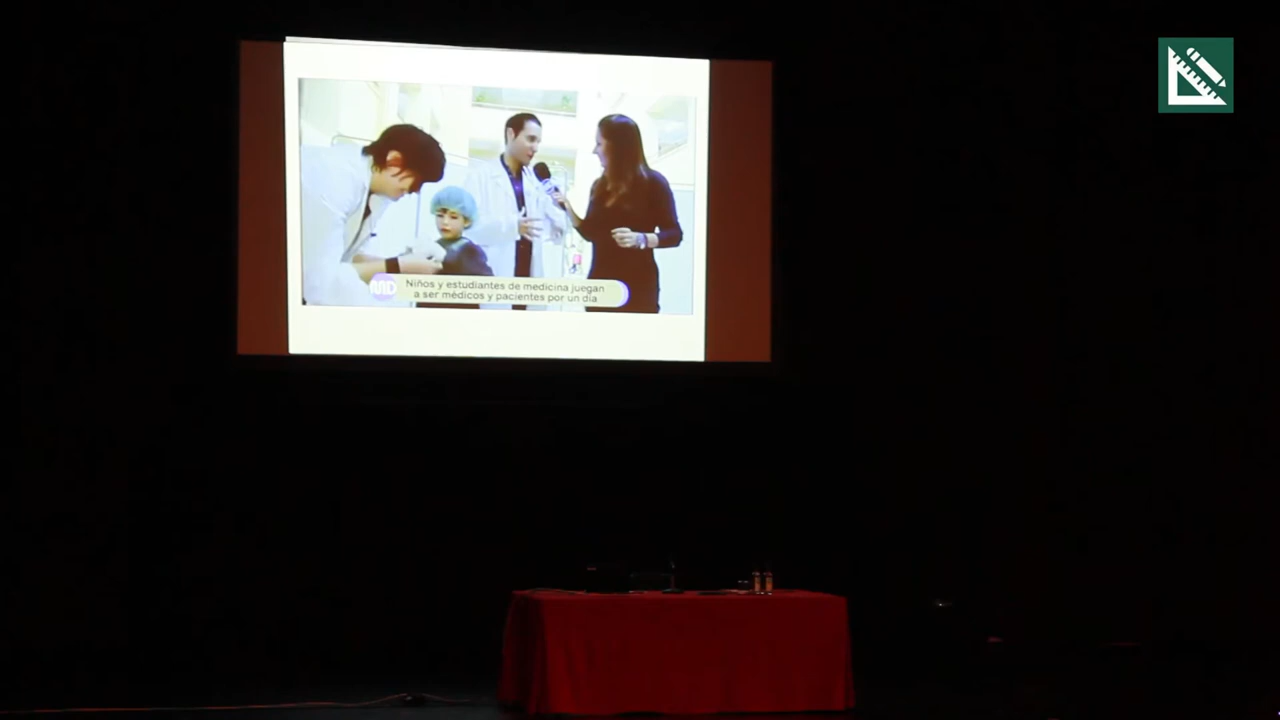 MD
Niños y estudiantes de medicina juegan
a ser médicos y pacientes por un día